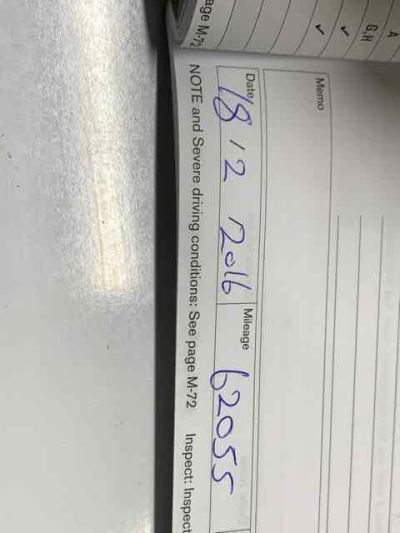 age M-72
A
G,H
✓
✓
Memo
Date 18 12 2016 Mileage 62055
NOTE and Severe driving conditions: See page M-72 Inspect: Inspect